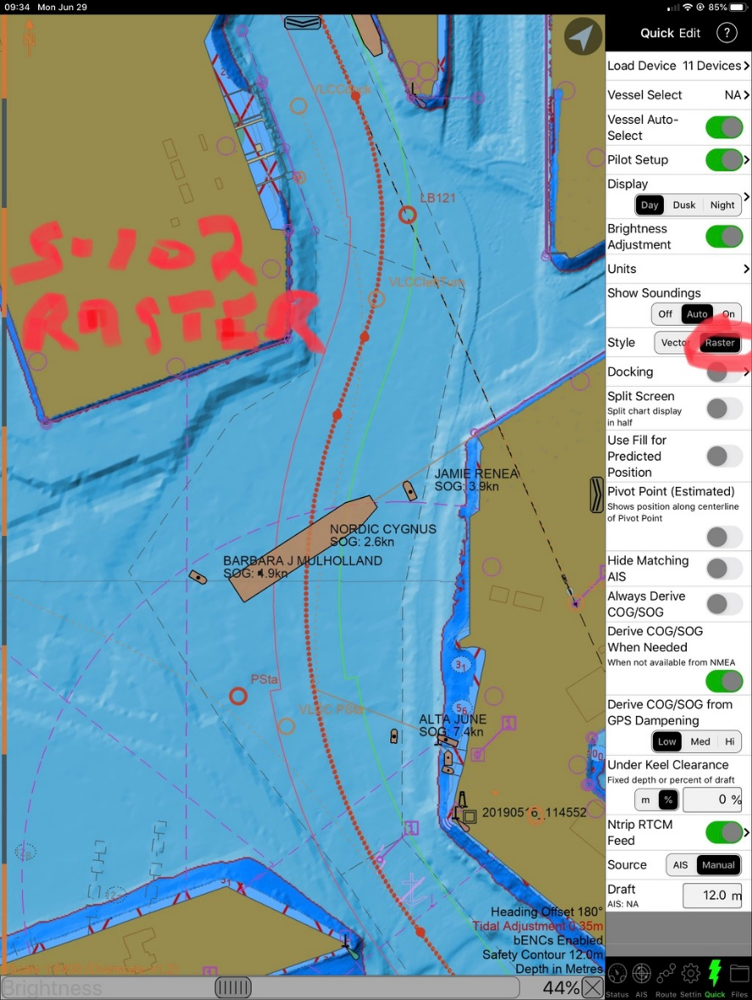 09:34 Mon Jun 29
85%
VLCCdock
LB121
VLCCleftTurn
S-102
RASTER
JAMIE RENEA
SOG: 3.9kn
NORDIC CYGNUS
SOG: 2.6kn
BARBARA J MULHOLLAND
SOG: 4.9kn
PSta
VLCC PSta
ALTA JUNE
SOG: 7.4kn
3₁
5₆
1
20190516_114552
1
Heading Offset 180°
Tidal Adjustment 0.35m
bENCs Enabled
Safety Contour 12.0m
Depth in Metres
Brightness
44%
Quick Edit ?
Load Device 11 Devices
Vessel Select NA
Vessel Auto-
Select
Pilot Setup
Display
Day Dusk Night
Brightness
Adjustment
Units
Show Soundings
Off Auto On
Style Vector Raster
Docking
Split Screen
Split chart display
in half
Use Fill for
Predicted
Position
Pivot Point (Estimated)
Shows position along centerline
of Pivot Point
Hide Matching
AIS
Always Derive
COG/SOG
Derive COG/SOG
When Needed
When not available from NMEA
Derive COG/SOG from
GPS Dampening
Low Med Hi
Under Keel Clearance
Fixed depth or percent of draft
m % 0 %
Ntrip RTCM
Feed
Source AIS Manual
Draft 12.0 m
AIS: NA
Status AIS Route Settin Quick Files